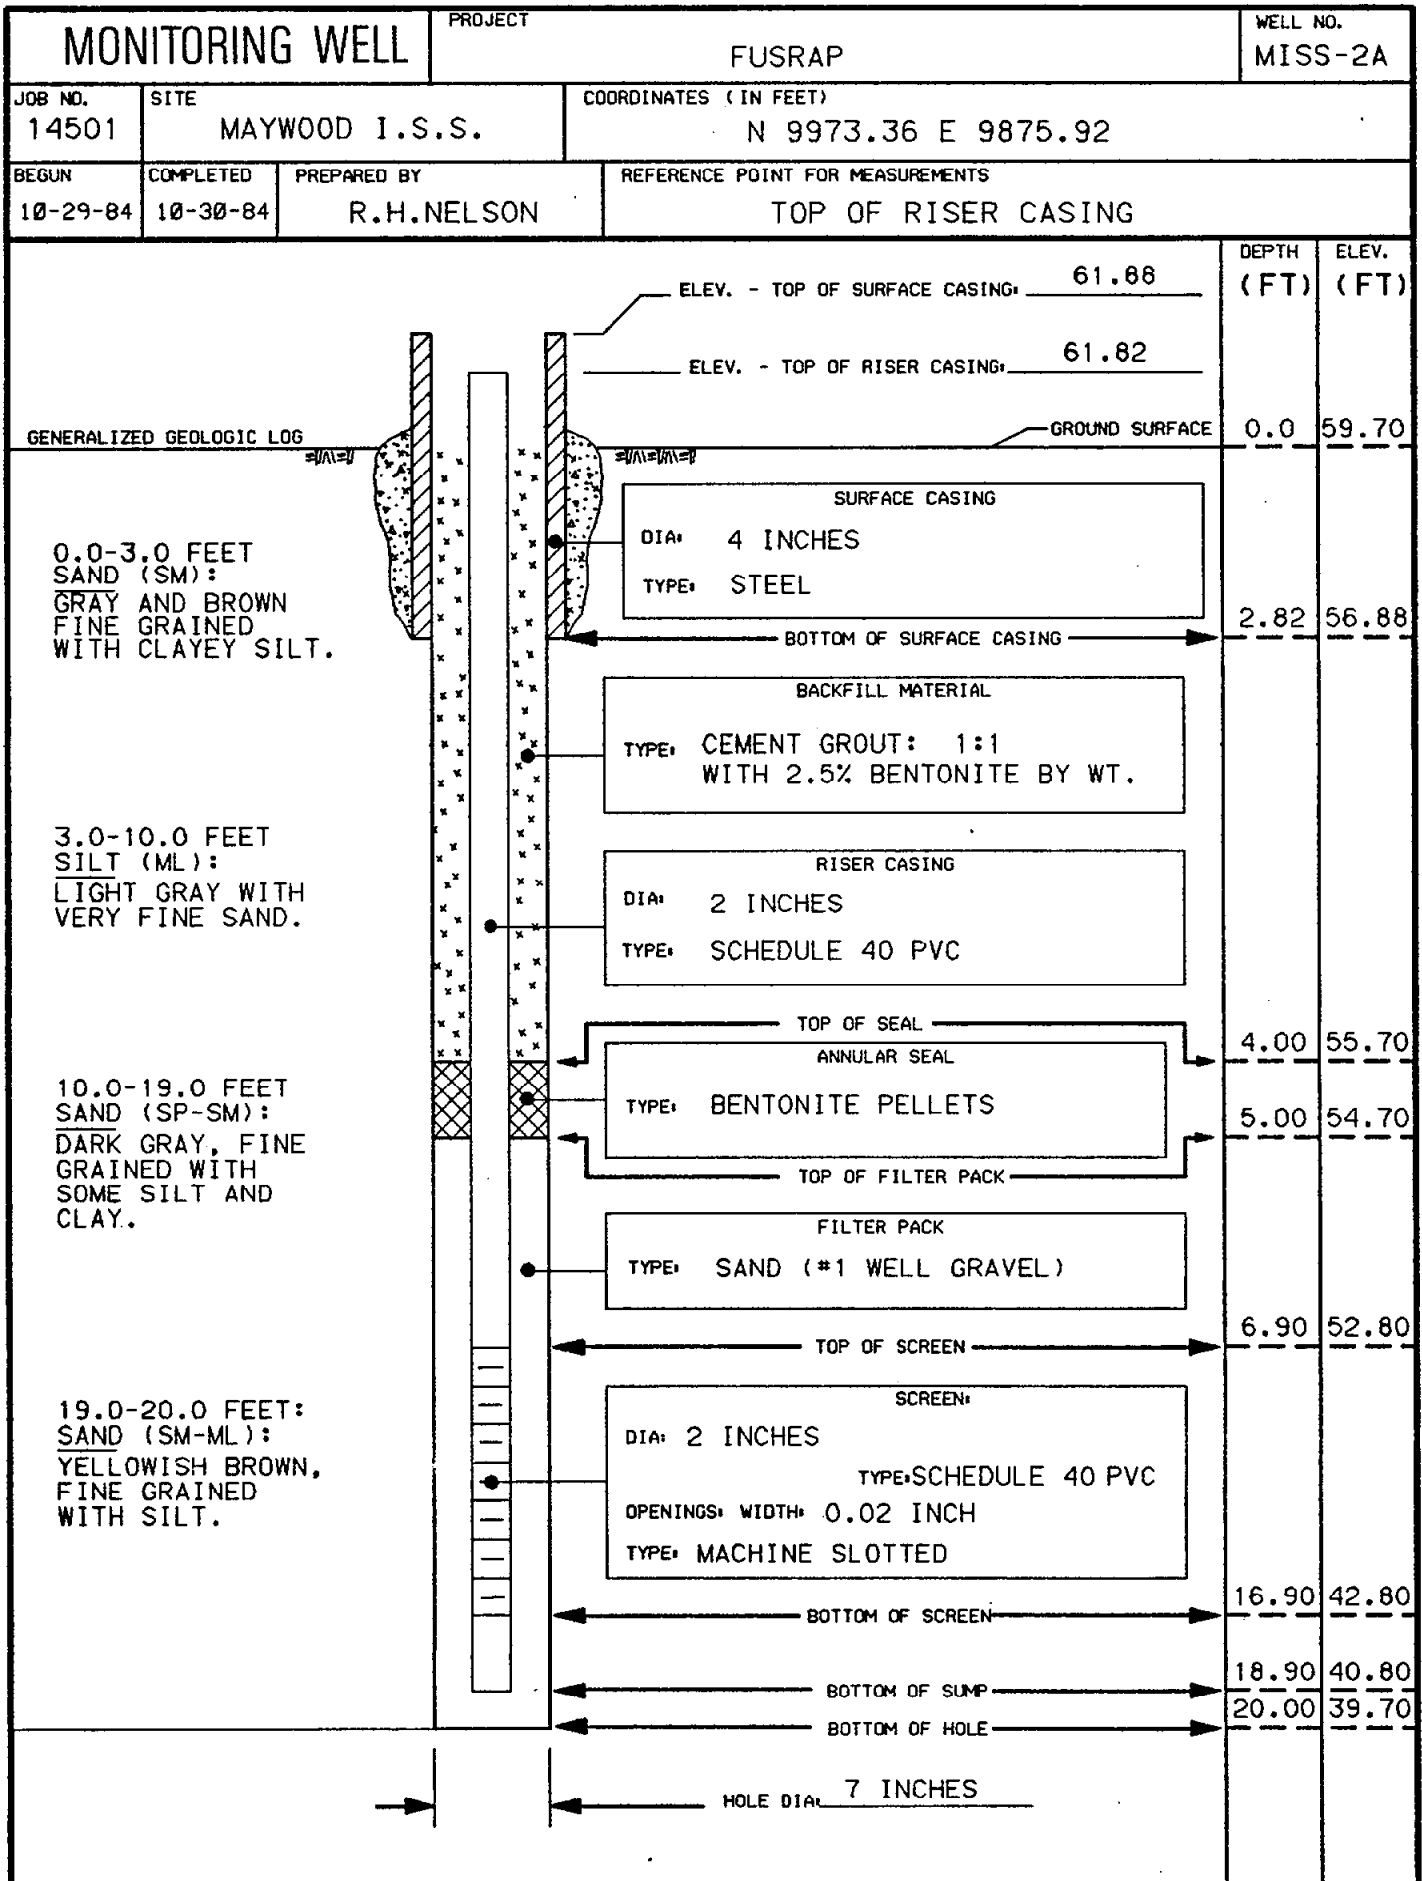 MONITORING WELL
PROJECT
FUSRAP
WELL NO.
MISS-2A
JOB NO.
14501
SITE
MAYWOOD I.S.S.
COORDINATES (IN FEET)
N 9973.36 E 9875.92
BEGUN
10-29-84
COMPLETED
10-30-84
PREPARED BY
R.H.NELSON
REFERENCE POINT FOR MEASUREMENTS
TOP OF RISER CASING
DEPTH
(FT)
ELEV.
(FT)
ELEV. - TOP OF SURFACE CASING: 61.88
ELEV. - TOP OF RISER CASING: 61.82
GENERALIZED GEOLOGIC LOG
GROUND SURFACE 0.0 59.70
0.0-3.0 FEET
SAND (SM):
GRAY AND BROWN
FINE GRAINED
WITH CLAYEY SILT.
SURFACE CASING
DIA: 4 INCHES
TYPE: STEEL
BOTTOM OF SURFACE CASING 2.82 56.88
BACKFILL MATERIAL
TYPE: CEMENT GROUT: 1:1
WITH 2.5% BENTONITE BY WT.
3.0-10.0 FEET
SILT (ML):
LIGHT GRAY WITH
VERY FINE SAND.
RISER CASING
DIA: 2 INCHES
TYPE: SCHEDULE 40 PVC
TOP OF SEAL 4.00 55.70
ANNULAR SEAL
TYPE: BENTONITE PELLETS
10.0-19.0 FEET
SAND (SP-SM):
DARK GRAY, FINE
GRAINED WITH
SOME SILT AND
CLAY.
TOP OF FILTER PACK 5.00 54.70
FILTER PACK
TYPE: SAND (#1 WELL GRAVEL)
TOP OF SCREEN 6.90 52.80
19.0-20.0 FEET:
SAND (SM-ML):
YELLOWISH BROWN,
FINE GRAINED
WITH SILT.
SCREEN:
DIA: 2 INCHES
TYPE:SCHEDULE 40 PVC
OPENINGS: WIDTH: 0.02 INCH
TYPE: MACHINE SLOTTED
BOTTOM OF SCREEN 16.90 42.80
BOTTOM OF SUMP 18.90 40.80
BOTTOM OF HOLE 20.00 39.70
HOLE DIA: 7 INCHES